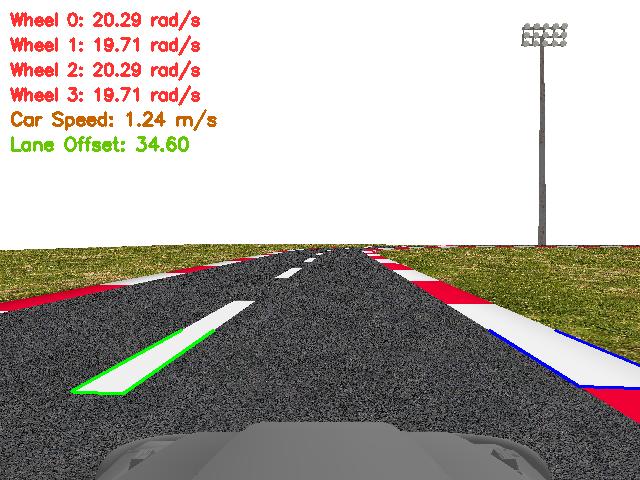 Wheel 0: 20.29 rad/s
Wheel 1: 19.71 rad/s
Wheel 2: 20.29 rad/s
Wheel 3: 19.71 rad/s
Car Speed: 1.24 m/s
Lane Offset: 34.60